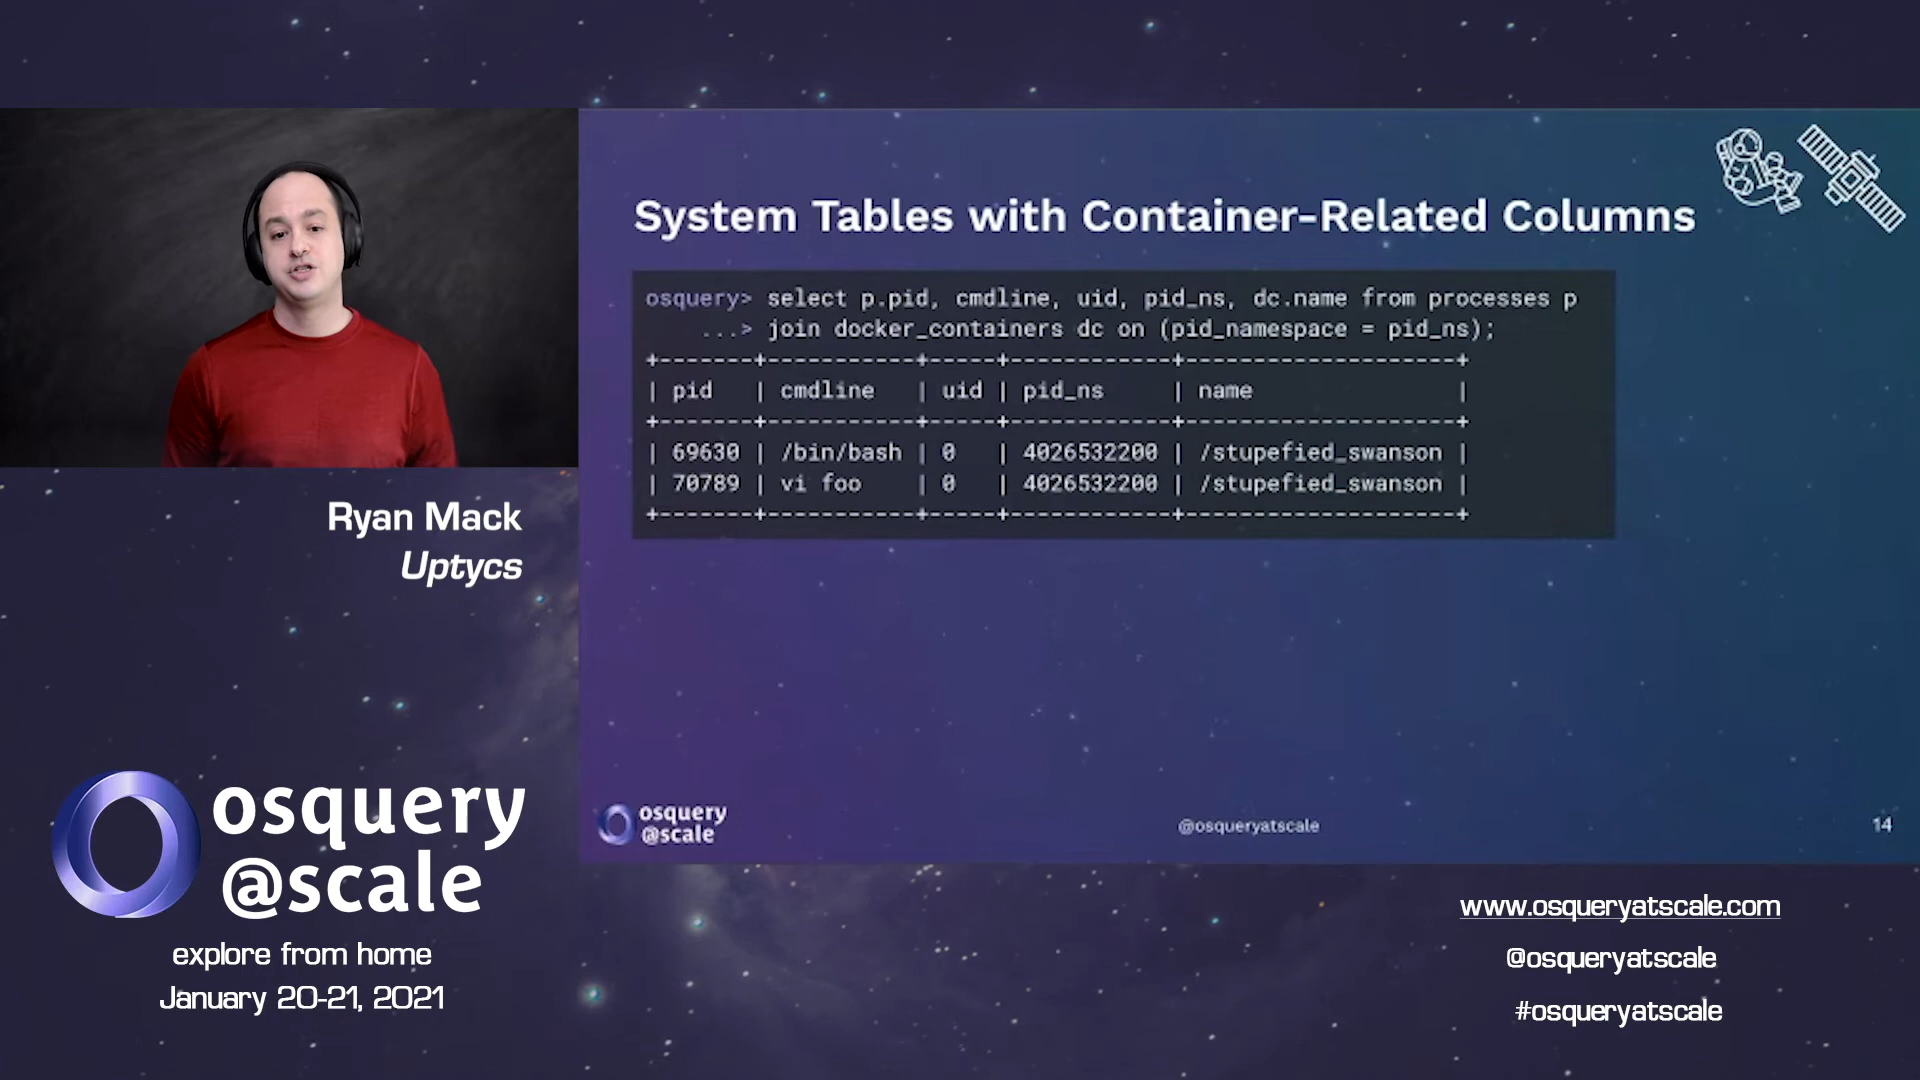 System Tables with Container-Related Columns
osquery> select p.pid, cmdline, uid, pid_ns, dc.name from processes p
...> join docker_containers dc on (pid_namespace = pid_ns);
+-------+-----------+-----+------------+--------------------+
| pid | cmdline | uid | pid_ns | name |
+-------+-----------+-----+------------+--------------------+
| 69630 | /bin/bash | 0 | 4026532200 | /stupefied_swanson |
| 70789 | vi foo | 0 | 4026532200 | /stupefied_swanson |
+-------+-----------+-----+------------+--------------------+
osquery
@scale
@osqueryatscale
14
Ryan Mack
Uptycs
osquery
@scale
explore from home
January 20-21, 2021
www.osqueryatscale.com
@osqueryatscale
#osqueryatscale